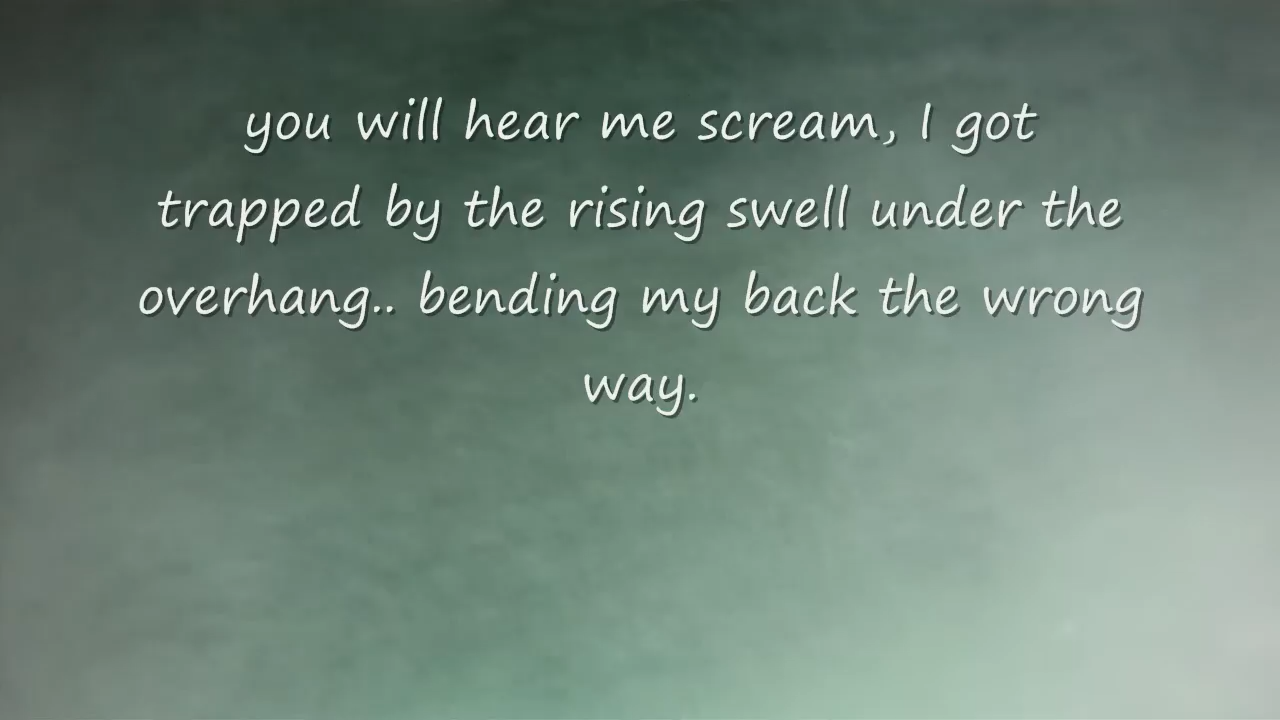 you will hear me scream, I got
trapped by the rising swell under the
overhang.. bending my back the wrong
way.